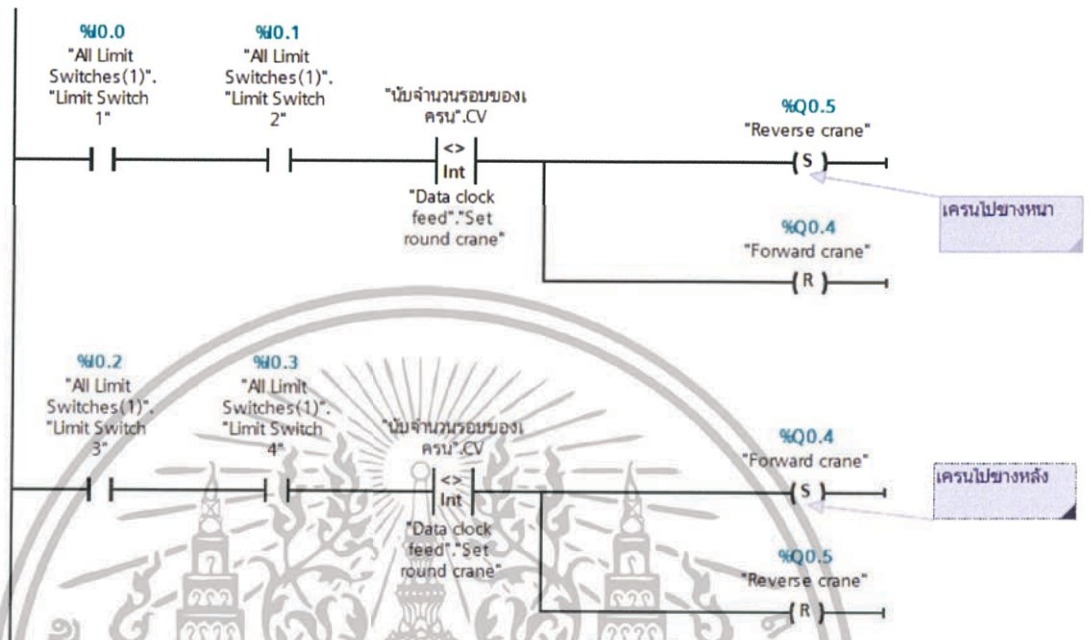 %I0.0
"All Limit
Switches(1)".
"Limit Switch
1"
%I0.1
"All Limit
Switches(1)".
"Limit Switch
2"
"นับจำนวนรอบของเ
ครน".CV
<>
Int
"Data clock
feed"."Set
round crane"
%Q0.5
"Reverse crane"
S
เครนไปขางหนา
%Q0.4
"Forward crane"
R
%I0.2
"All Limit
Switches(1)".
"Limit Switch
3"
%I0.3
"All Limit
Switches(1)".
"Limit Switch
4"
"นับจำนวนรอบของเ
ครน".CV
<>
Int
"Data clock
feed"."Set
round crane"
%Q0.4
"Forward crane"
S
เครนไปขางหลัง
%Q0.5
"Reverse crane"
R